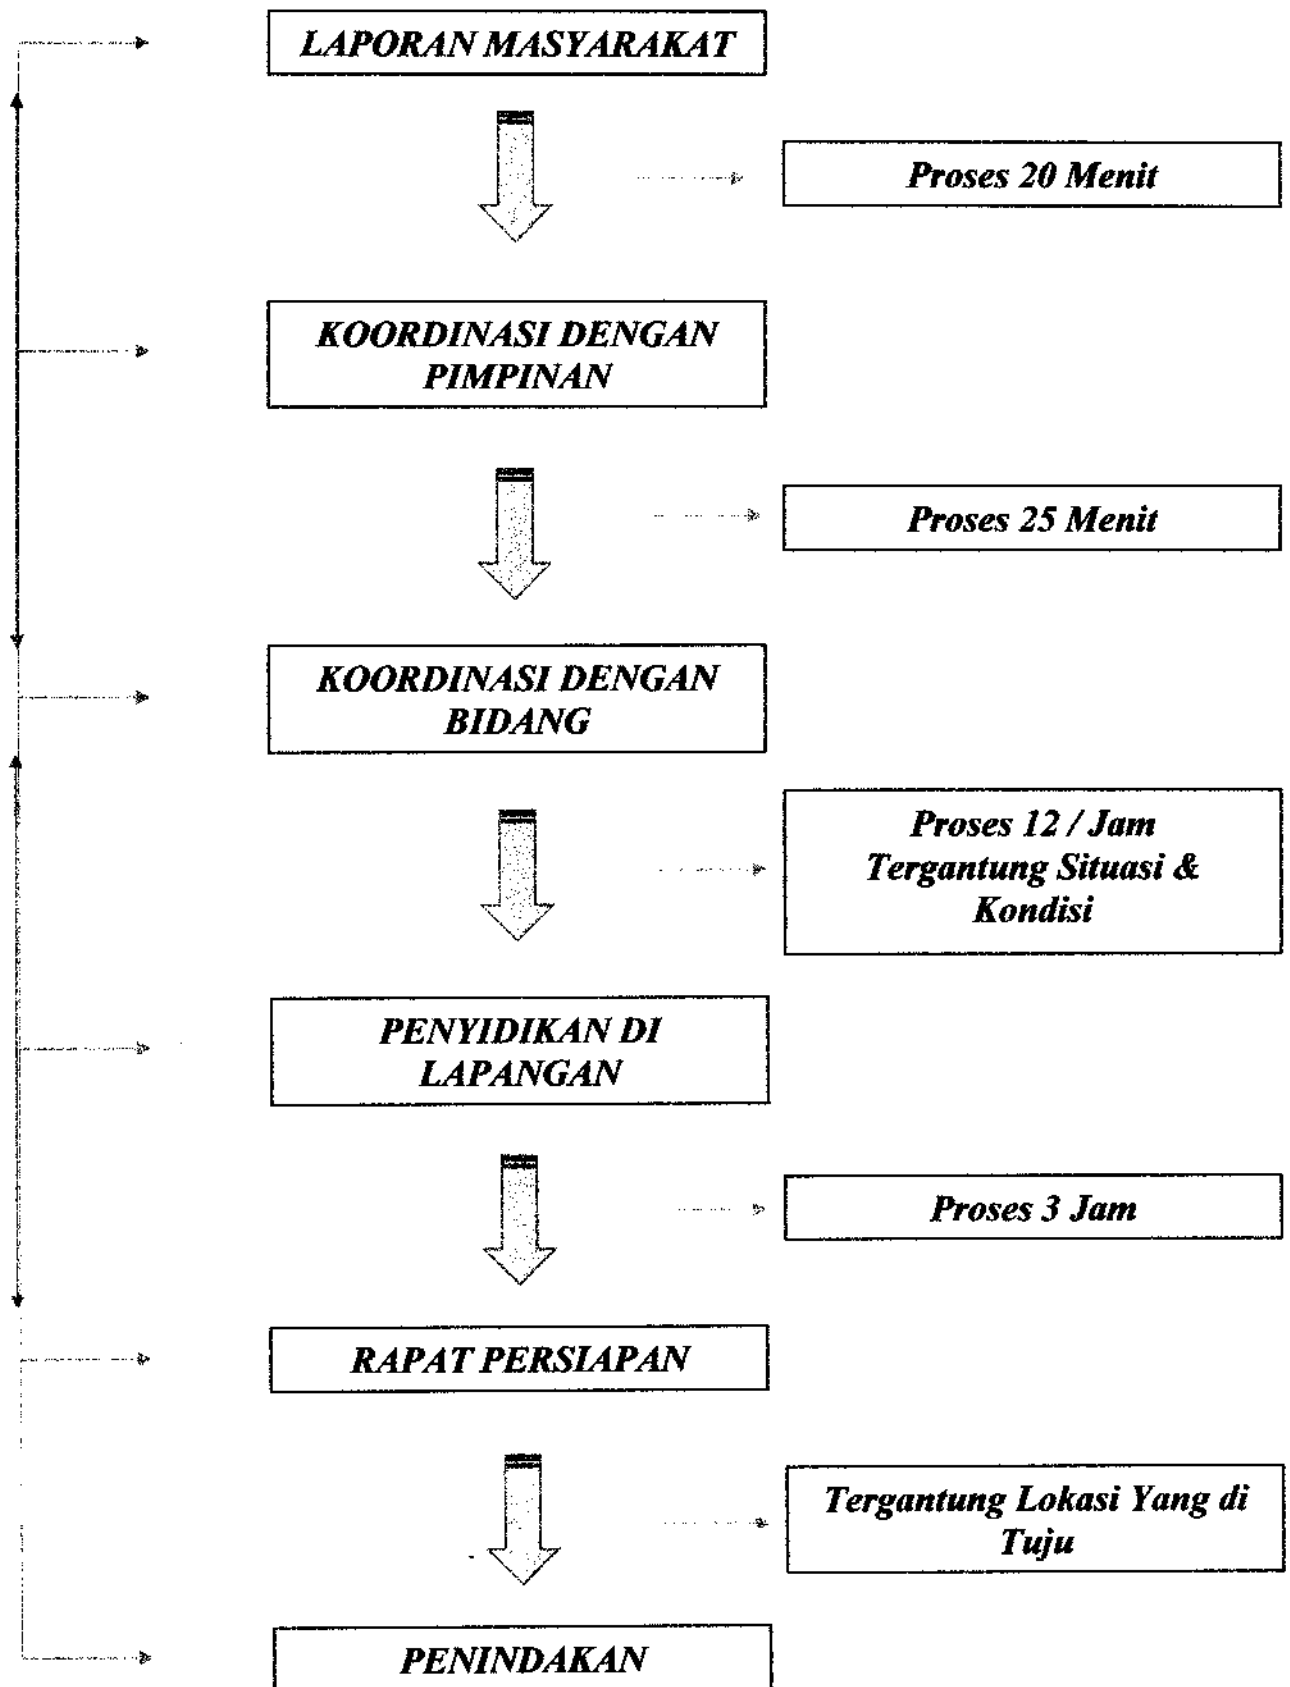 LAPORAN MASYARAKAT
Proses 20 Menit
KOORDINASI DENGAN
PIMPINAN
Proses 25 Menit
KOORDINASI DENGAN
BIDANG
Proses 12 / Jam
Tergantung Situasi &
Kondisi
PENYIDIKAN DI
LAPANGAN
Proses 3 Jam
RAPAT PERSIAPAN
Tergantung Lokasi Yang di
Tuju
PENINDAKAN